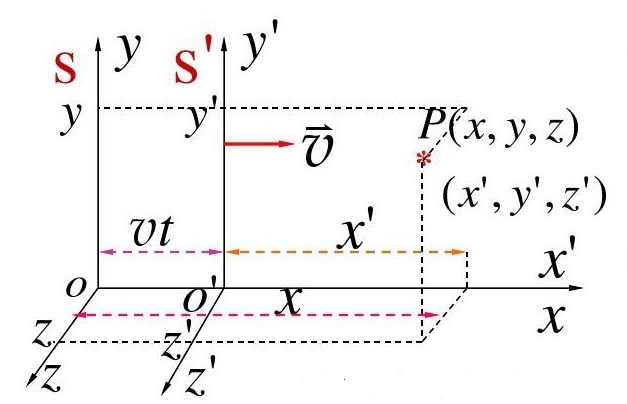 S y S' y'
y y' P(x, y, z)
v⃗
(x', y', z')
vt x'
x'
o o' x
x
z z'
z z'